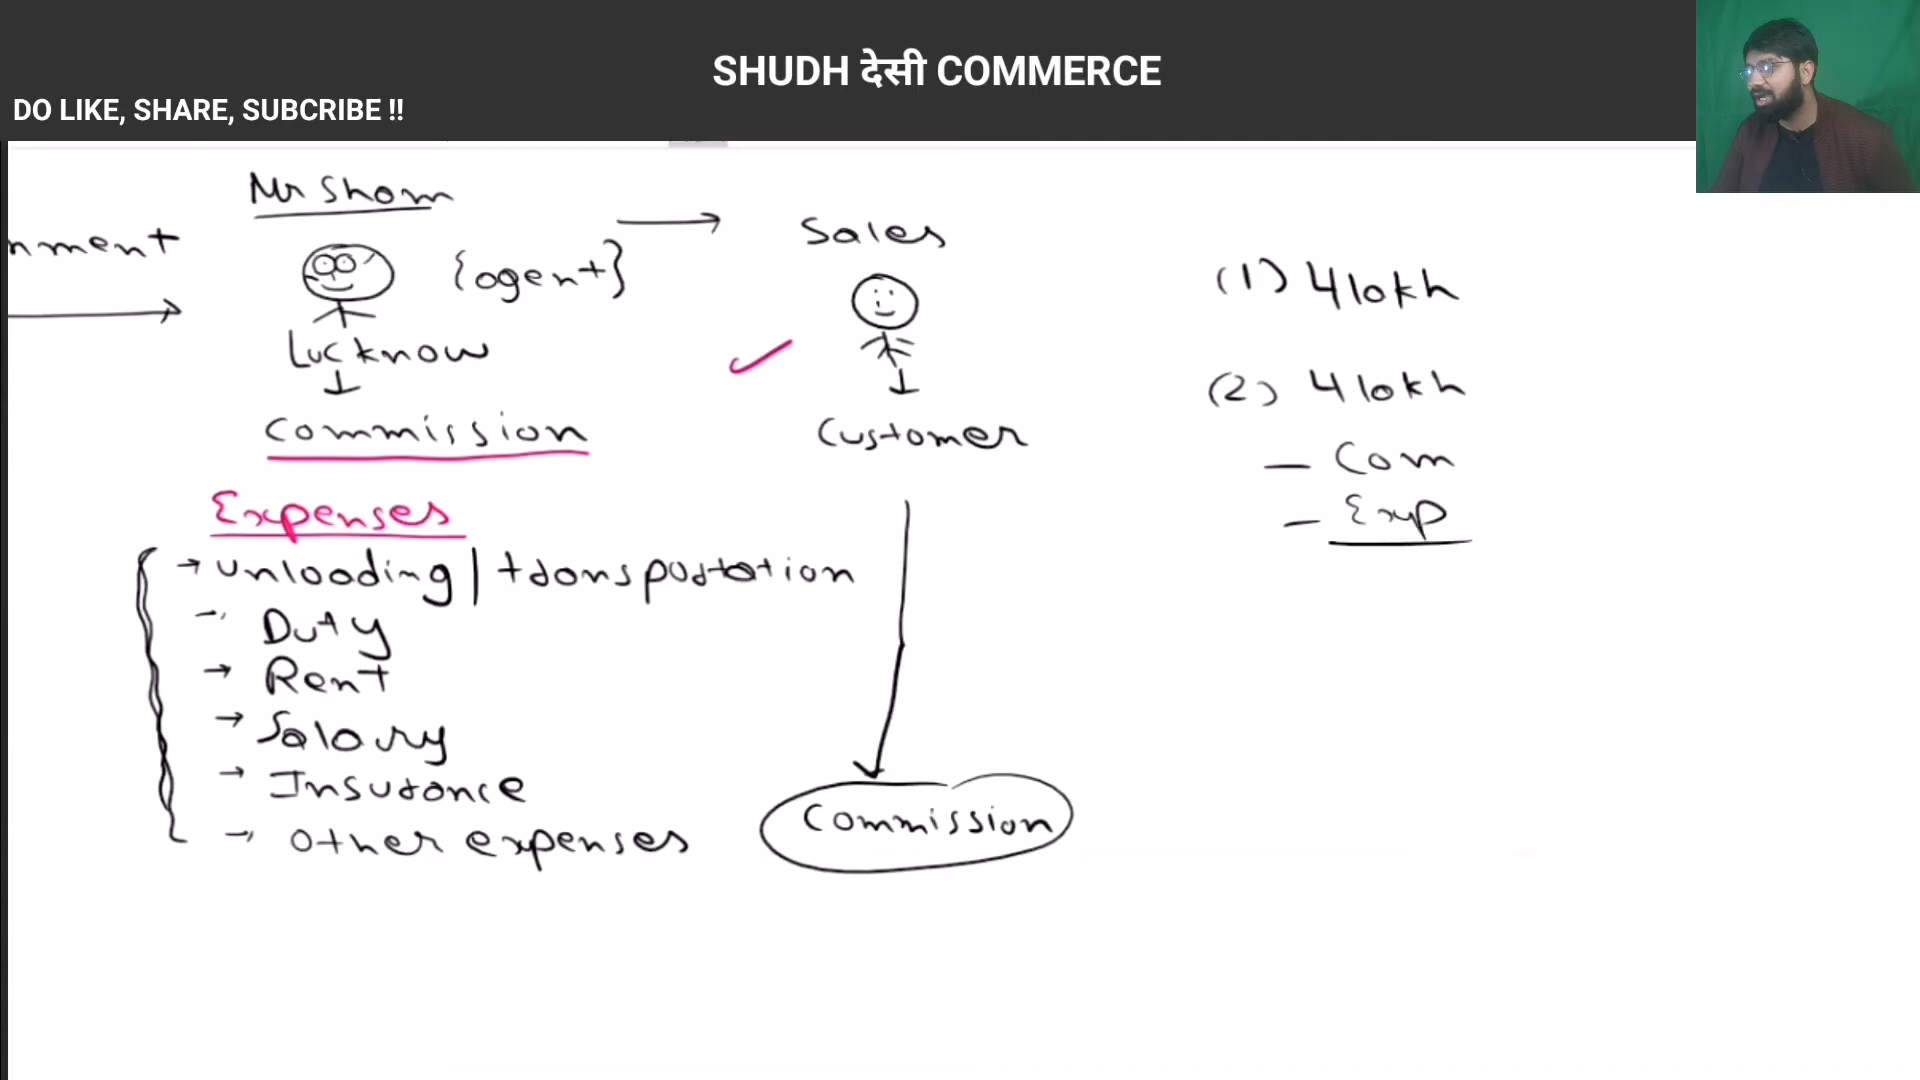 SHUDH देसी COMMERCE
DO LIKE, SHARE, SUBCRIBE !!
Mr Sham
nment
{agent}
Lucknow
Commission
Sales
Customer
Expenses
→ unloading | transportation
→ Duty
→ Rent
→ Salary
→ Insurance
→ Other expenses
Commission
(1) 4 lakh
(2) 4 lakh
— Com
— Exp